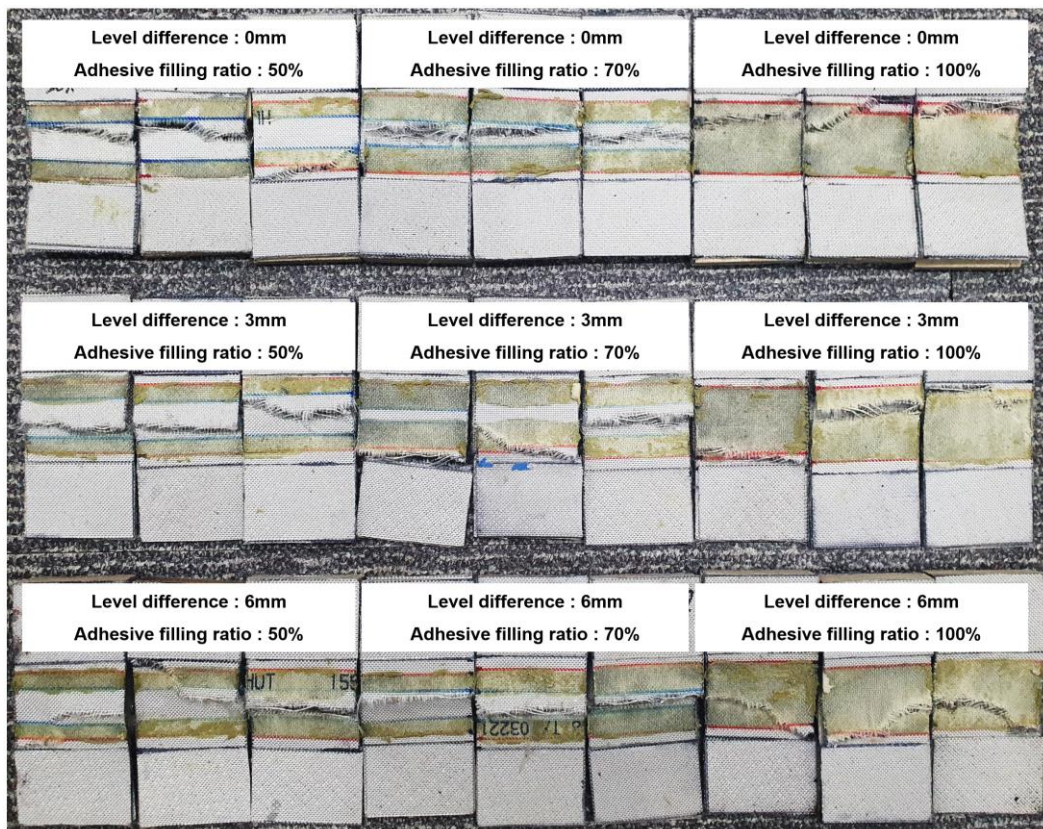 Level difference : 0mm
Adhesive filling ratio : 50%
Level difference : 0mm
Adhesive filling ratio : 70%
Level difference : 0mm
Adhesive filling ratio : 100%
Level difference : 3mm
Adhesive filling ratio : 50%
Level difference : 3mm
Adhesive filling ratio : 70%
Level difference : 3mm
Adhesive filling ratio : 100%
Level difference : 6mm
Adhesive filling ratio : 50%
Level difference : 6mm
Adhesive filling ratio : 70%
Level difference : 6mm
Adhesive filling ratio : 100%
HUT 155